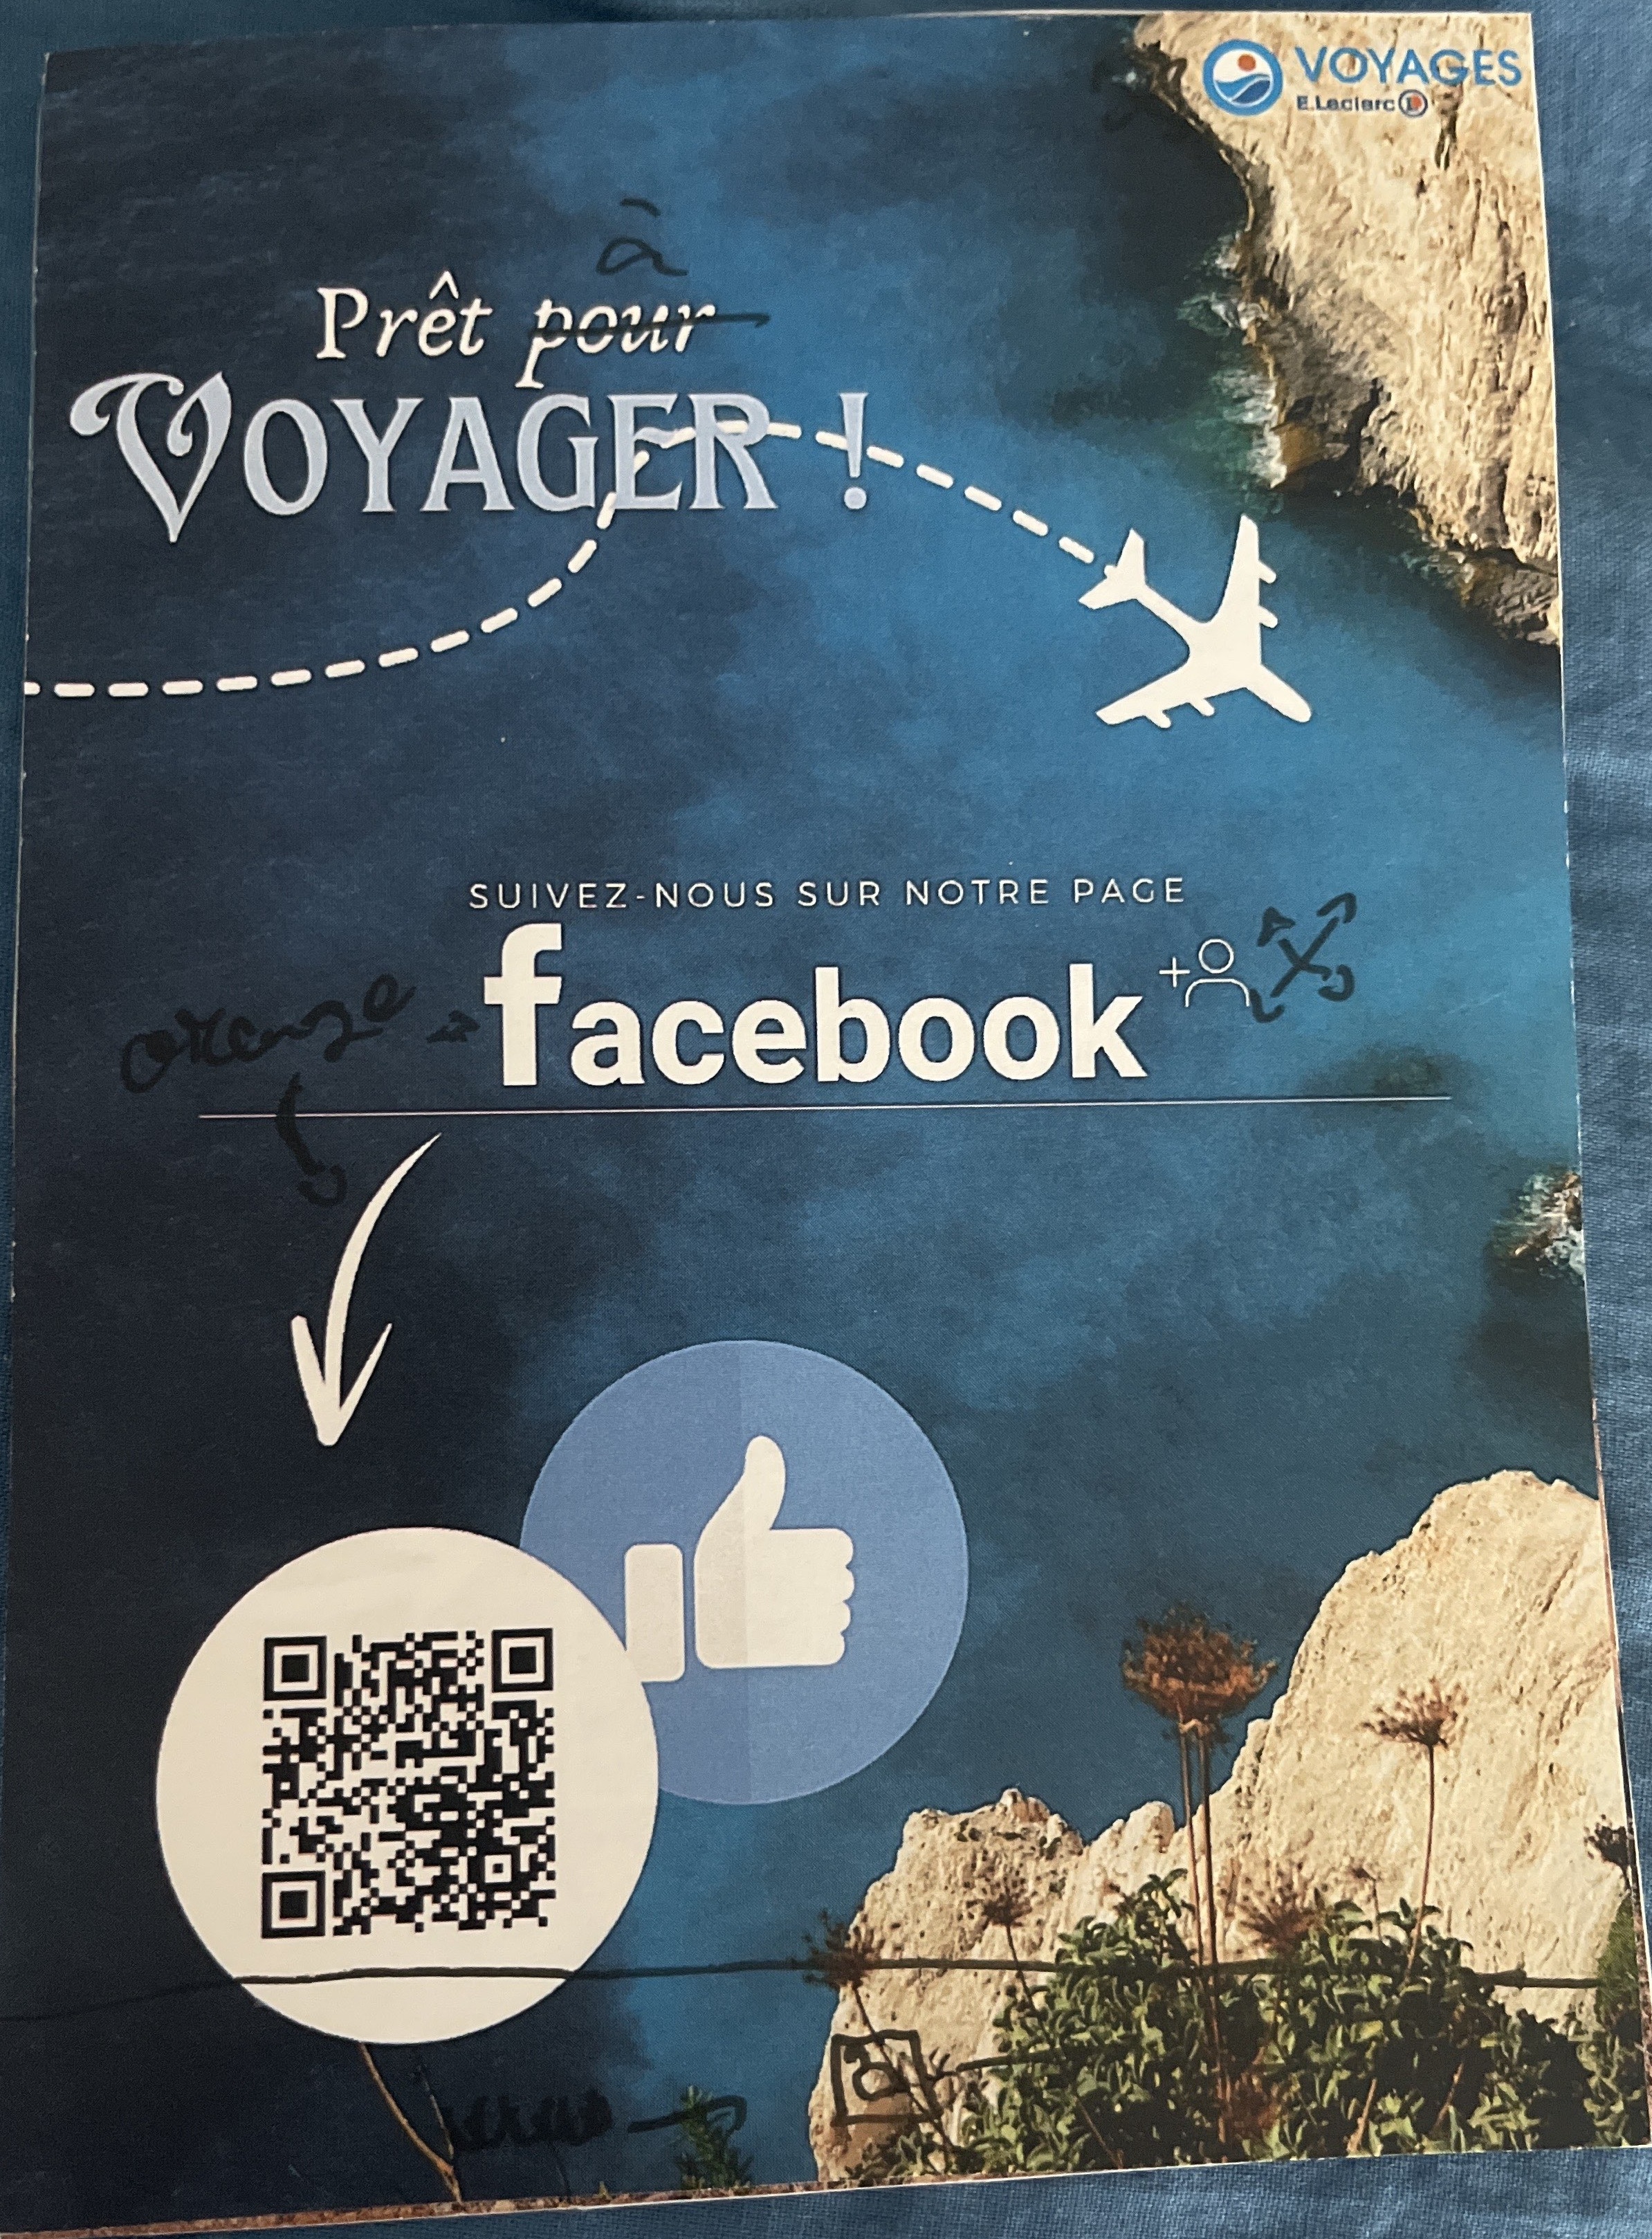 VOYAGES
E.Leclerc L
à
Prêt pour
VOYAGER !
SUIVEZ-NOUS SUR NOTRE PAGE
facebook
orange